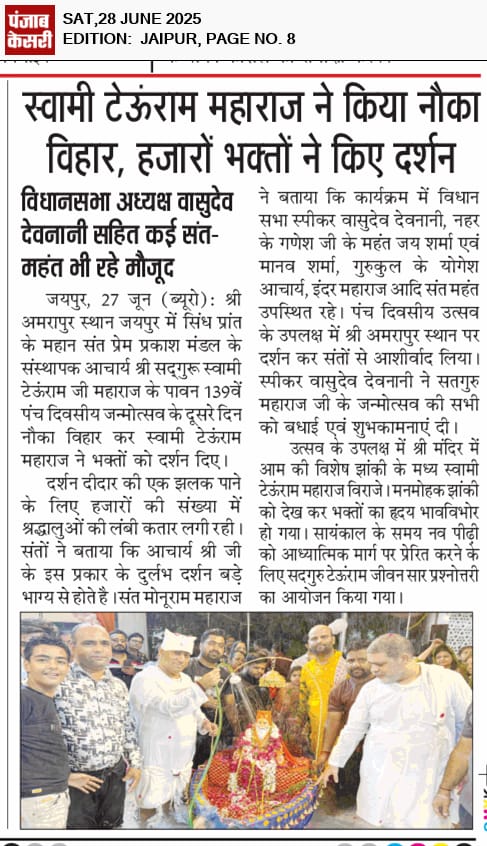 पंजाब
केसरी
SAT,28 JUNE 2025
EDITION: JAIPUR, PAGE NO. 8
स्वामी टेऊंराम महाराज ने किया नौका
विहार, हजारों भक्तों ने किए दर्शन
विधानसभा अध्यक्ष वासुदेव
देवनानी सहित कई संत-
महंत भी रहे मौजूद
जयपुर, 27 जून (ब्यूरो): श्री
अमरापुर स्थान जयपुर में सिंध प्रांत
के महान संत प्रेम प्रकाश मंडल के
संस्थापक आचार्य श्री सद्गुरू स्वामी
टेऊंराम जी महाराज के पावन 139वें
पंच दिवसीय जन्मोत्सव के दूसरे दिन
नौका विहार कर स्वामी टेऊंराम
महाराज ने भक्तों को दर्शन दिए।
दर्शन दीदार की एक झलक पाने
के लिए हजारों की संख्या में
श्रद्धालुओं की लंबी कतार लगी रही।
संतों ने बताया कि आचार्य श्री जी
के इस प्रकार के दुर्लभ दर्शन बड़े
भाग्य से होते है।संत मोनूराम महाराज
ने बताया कि कार्यक्रम में विधान
सभा स्पीकर वासुदेव देवनानी, नहर
के गणेश जी के महंत जय शर्मा एवं
मानव शर्मा, गुरुकुल के योगेश
आचार्य, इंदर महाराज आदि संत महंत
उपस्थित रहे। पंच दिवसीय उत्सव
के उपलक्ष में श्री अमरापुर स्थान पर
दर्शन कर संतों से आशीर्वाद लिया।
स्पीकर वासुदेव देवनानी ने सतगुरु
महाराज जी के जन्मोत्सव की सभी
को बधाई एवं शुभकामनाएं दी।
उत्सव के उपलक्ष में श्री मंदिर में
आम की विशेष झांकी के मध्य स्वामी
टेऊंराम महाराज विराजे। मनमोहक झांकी
को देख कर भक्तों का हृदय भावविभोर
हो गया। सायंकाल के समय नव पीढ़ी
को आध्यात्मिक मार्ग पर प्रेरित करने के
लिए सदगुरु टेऊंराम जीवन सार प्रश्नोत्तरी
का आयोजन किया गया।